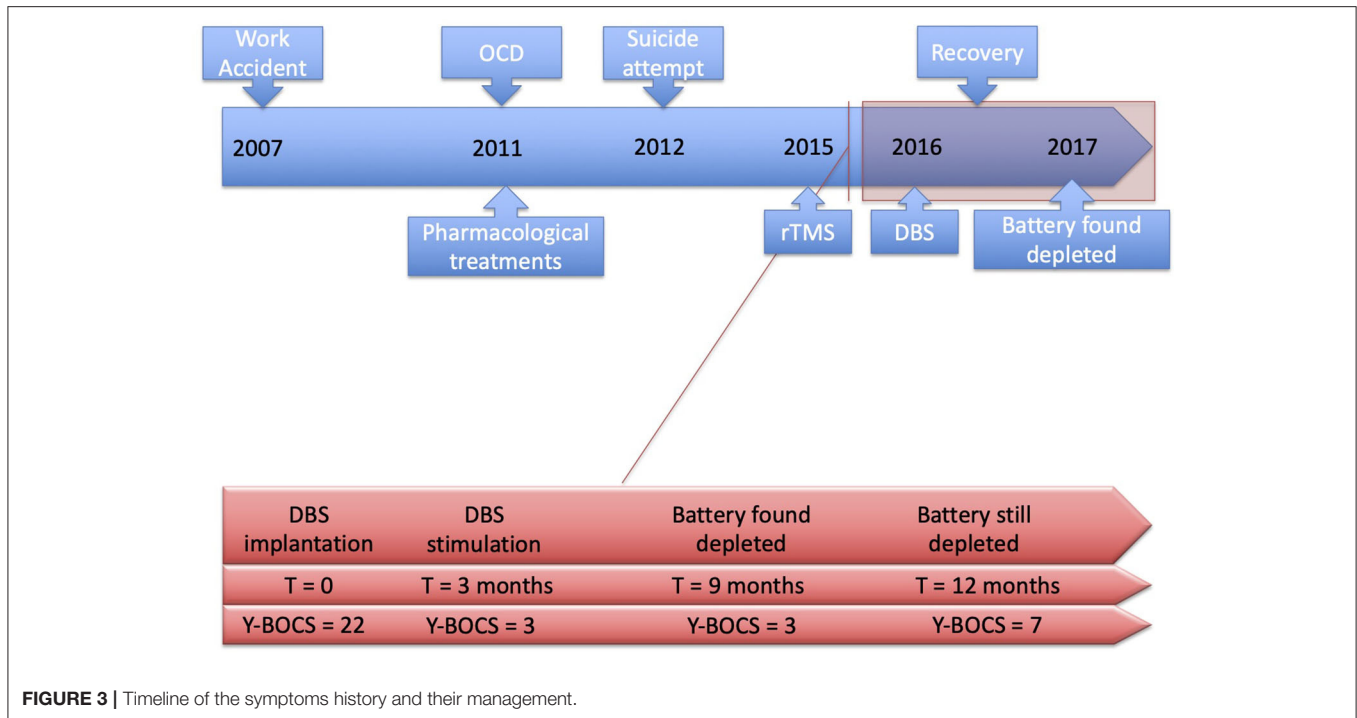 Work
Accident
OCD
Suicide
attempt
Recovery
2007
2011
2012
2015
2016
2017
Pharmacological
treatments
rTMS
DBS
Battery found
depleted
DBS
implantation
DBS
stimulation
Battery found
depleted
Battery still
depleted
T = 0
T = 3 months
T = 9 months
T = 12 months
Y-BOCS = 22
Y-BOCS = 3
Y-BOCS = 3
Y-BOCS = 7
FIGURE 3 | Timeline of the symptoms history and their management.